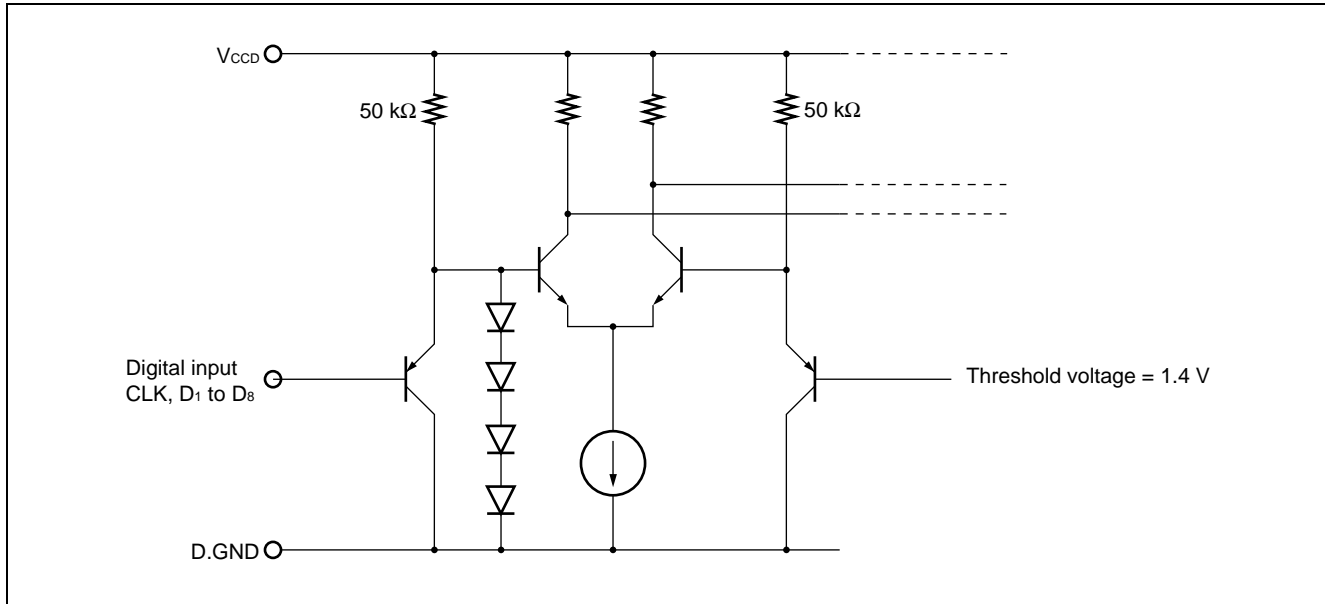 VCCD
50 kΩ
50 kΩ
Digital input
CLK, D1 to D8
Threshold voltage = 1.4 V
D.GND